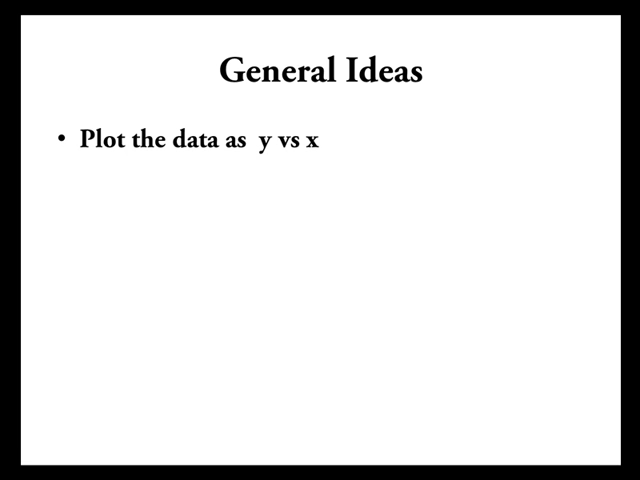 General Ideas
• Plot the data as  y vs x